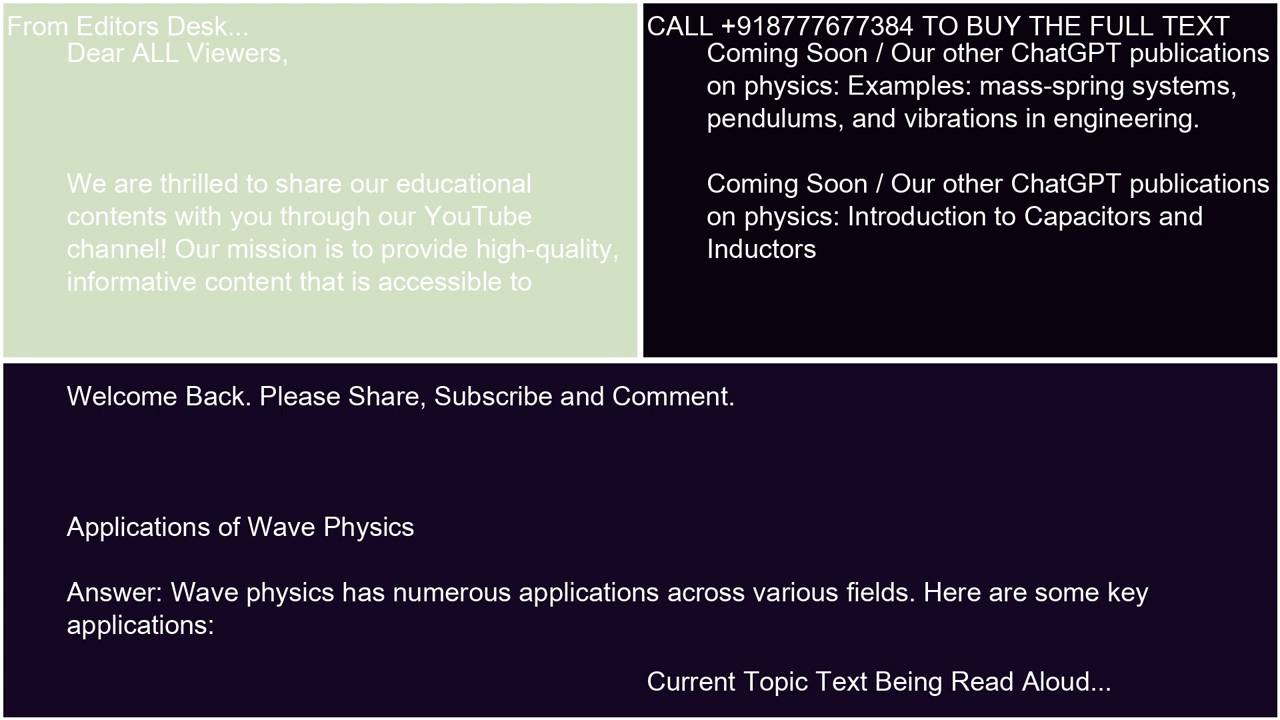 From Editors Desk...
Dear ALL Viewers,
We are thrilled to share our educational
contents with you through our YouTube
channel! Our mission is to provide high-quality,
informative content that is accessible to
CALL +918777677384 TO BUY THE FULL TEXT
Coming Soon / Our other ChatGPT publications
on physics: Examples: mass-spring systems,
pendulums, and vibrations in engineering.
Coming Soon / Our other ChatGPT publications
on physics: Introduction to Capacitors and
Inductors
Welcome Back. Please Share, Subscribe and Comment.
Applications of Wave Physics
Answer: Wave physics has numerous applications across various fields. Here are some key
applications:
Current Topic Text Being Read Aloud...